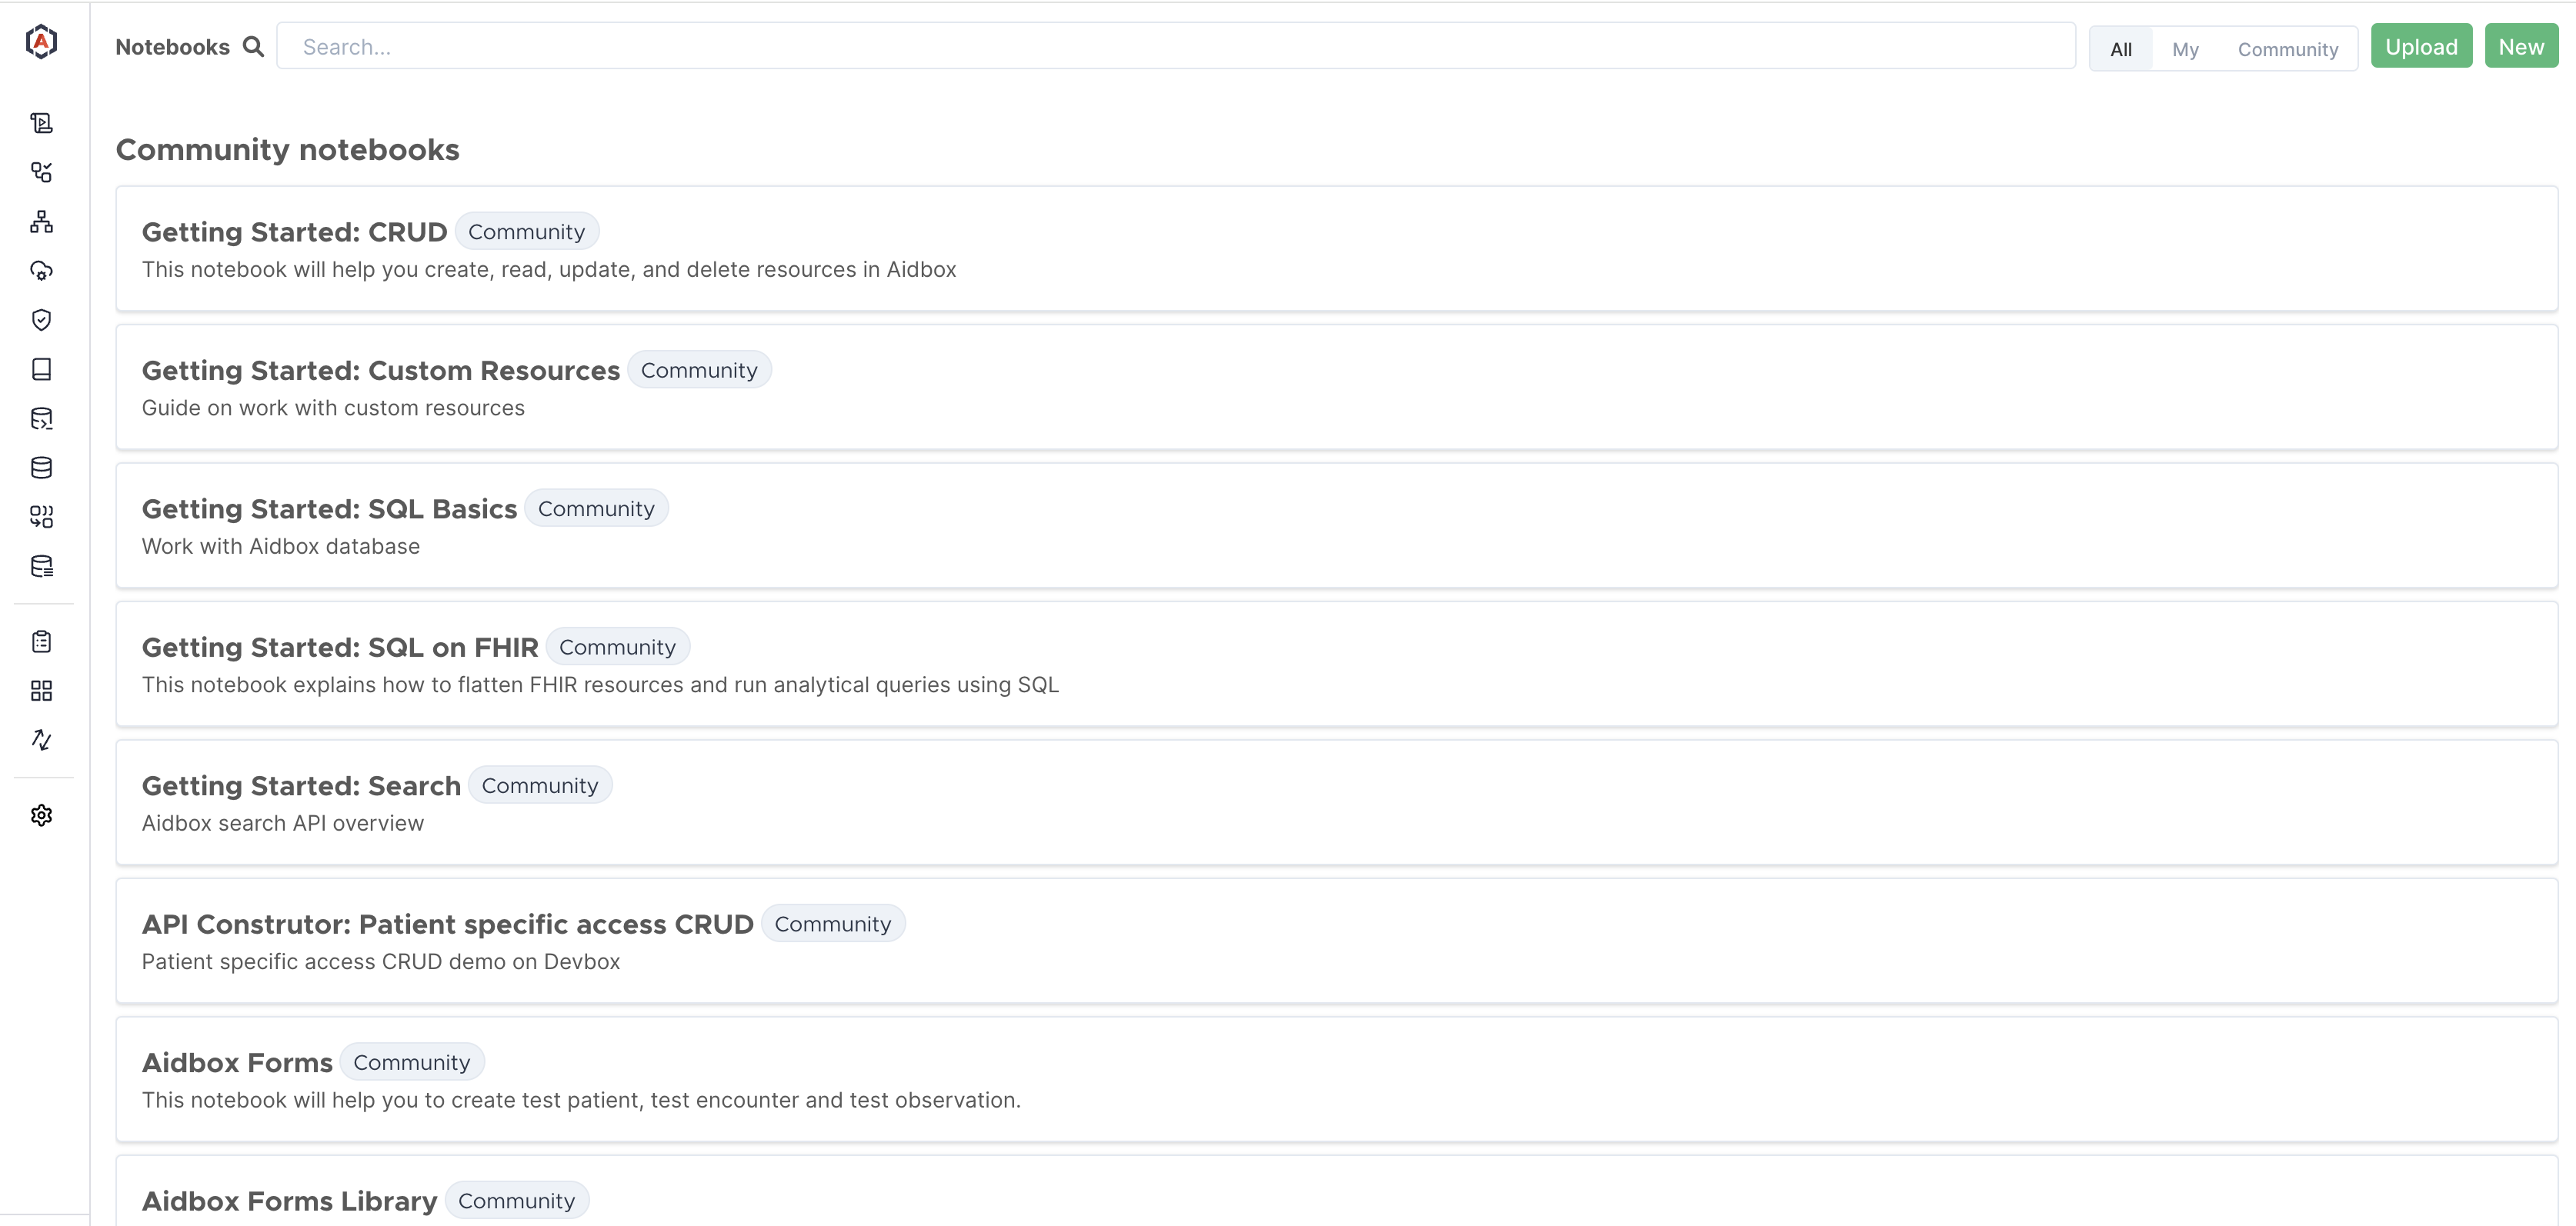 Notebooks
Search...
All
My
Community
Upload
New
Community notebooks
Getting Started: CRUD Community
This notebook will help you create, read, update, and delete resources in Aidbox
Getting Started: Custom Resources Community
Guide on work with custom resources
Getting Started: SQL Basics Community
Work with Aidbox database
Getting Started: SQL on FHIR Community
This notebook explains how to flatten FHIR resources and run analytical queries using SQL
Getting Started: Search Community
Aidbox search API overview
API Construtor: Patient specific access CRUD Community
Patient specific access CRUD demo on Devbox
Aidbox Forms Community
This notebook will help you to create test patient, test encounter and test observation.
Aidbox Forms Library Community